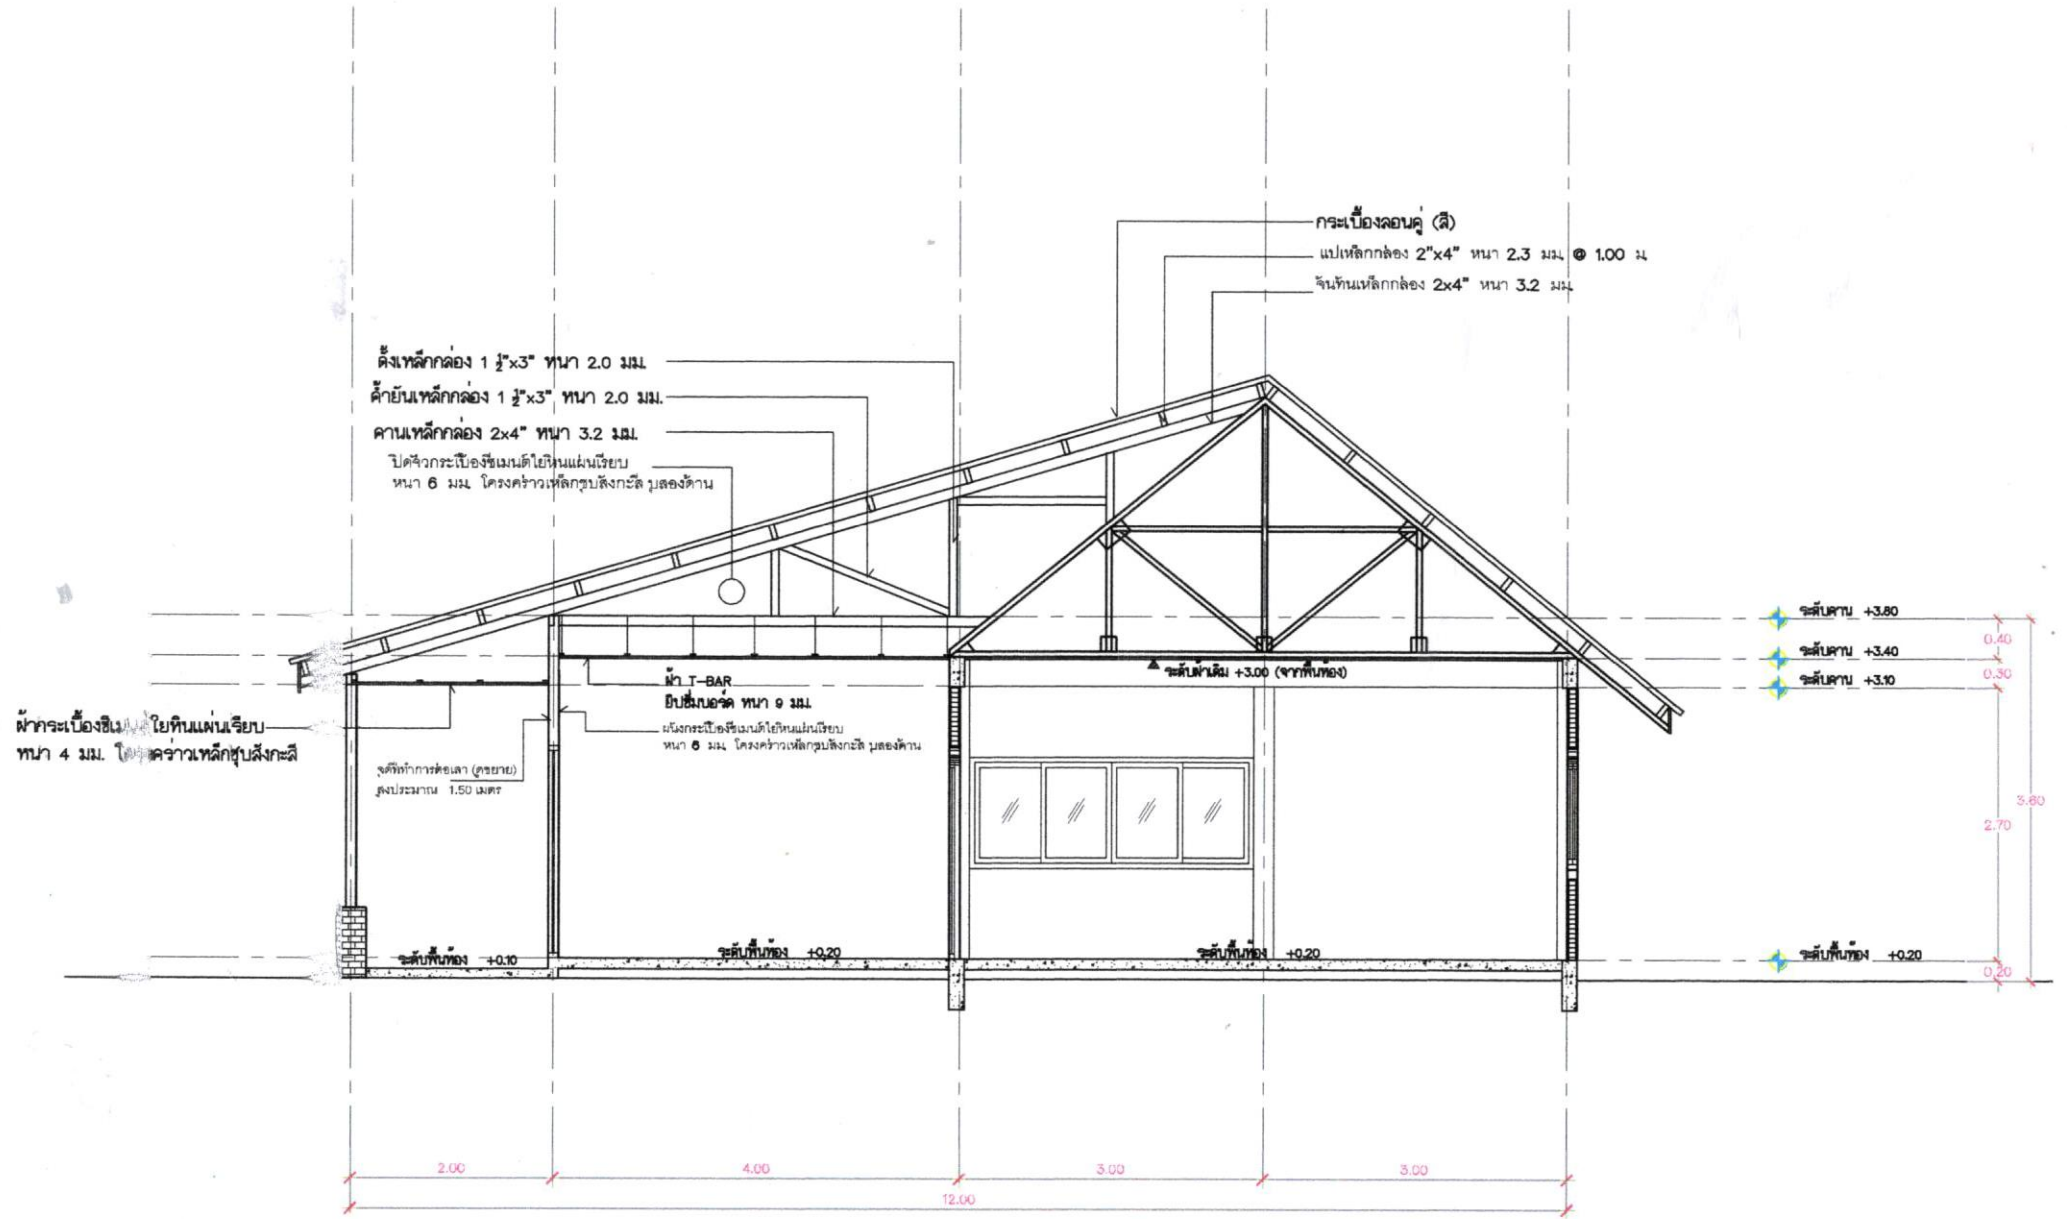 กระเบื้องลอนคู่ (สี)
แปเหล็กกล่อง 2"x4" หนา 2.3 มม. @ 1.00 ม.
จันทันเหล็กกล่อง 2x4" หนา 3.2 มม.
ดั้งเหล็กกล่อง 1 ½"x3" หนา 2.0 มม.
ค้ำยันเหล็กกล่อง 1 ½"x3" หนา 2.0 มม.
คานเหล็กกล่อง 2x4" หนา 3.2 มม.
ปิดจั่วกระเบื้องซีเมนต์ใยหินแผ่นเรียบ
หนา 6 มม. โครงคร่าวเหล็กชุบสังกะสี บุสองด้าน
ระดับคาน +3.80
0.40
ระดับคาน +3.40
0.30
ระดับคาน +3.10
ระดับฝ้าเดิม +3.00 (จากพื้นห้อง)
ฝ้า T-BAR
ยิปซั่มบอร์ด หนา 9 มม.
ผนังกระเบื้องซีเมนต์ใยหินแผ่นเรียบ
หนา 6 มม. โครงคร่าวเหล็กชุบสังกะสี บุสองด้าน
ฝ้ากระเบื้องซีเมนต์ใยหินแผ่นเรียบ
หนา 4 มม. คร่าวเหล็กชุบสังกะสี
จุดที่ทำการต่อเสา (ดูขยาย)
สูงประมาณ 1.50 เมตร
3.60
2.70
ระดับพื้นห้อง +0.10
ระดับพื้นห้อง +0.20
ระดับพื้นห้อง +0.20
ระดับพื้นห้อง +0.20
0.20
2.00
4.00
3.00
3.00
12.00